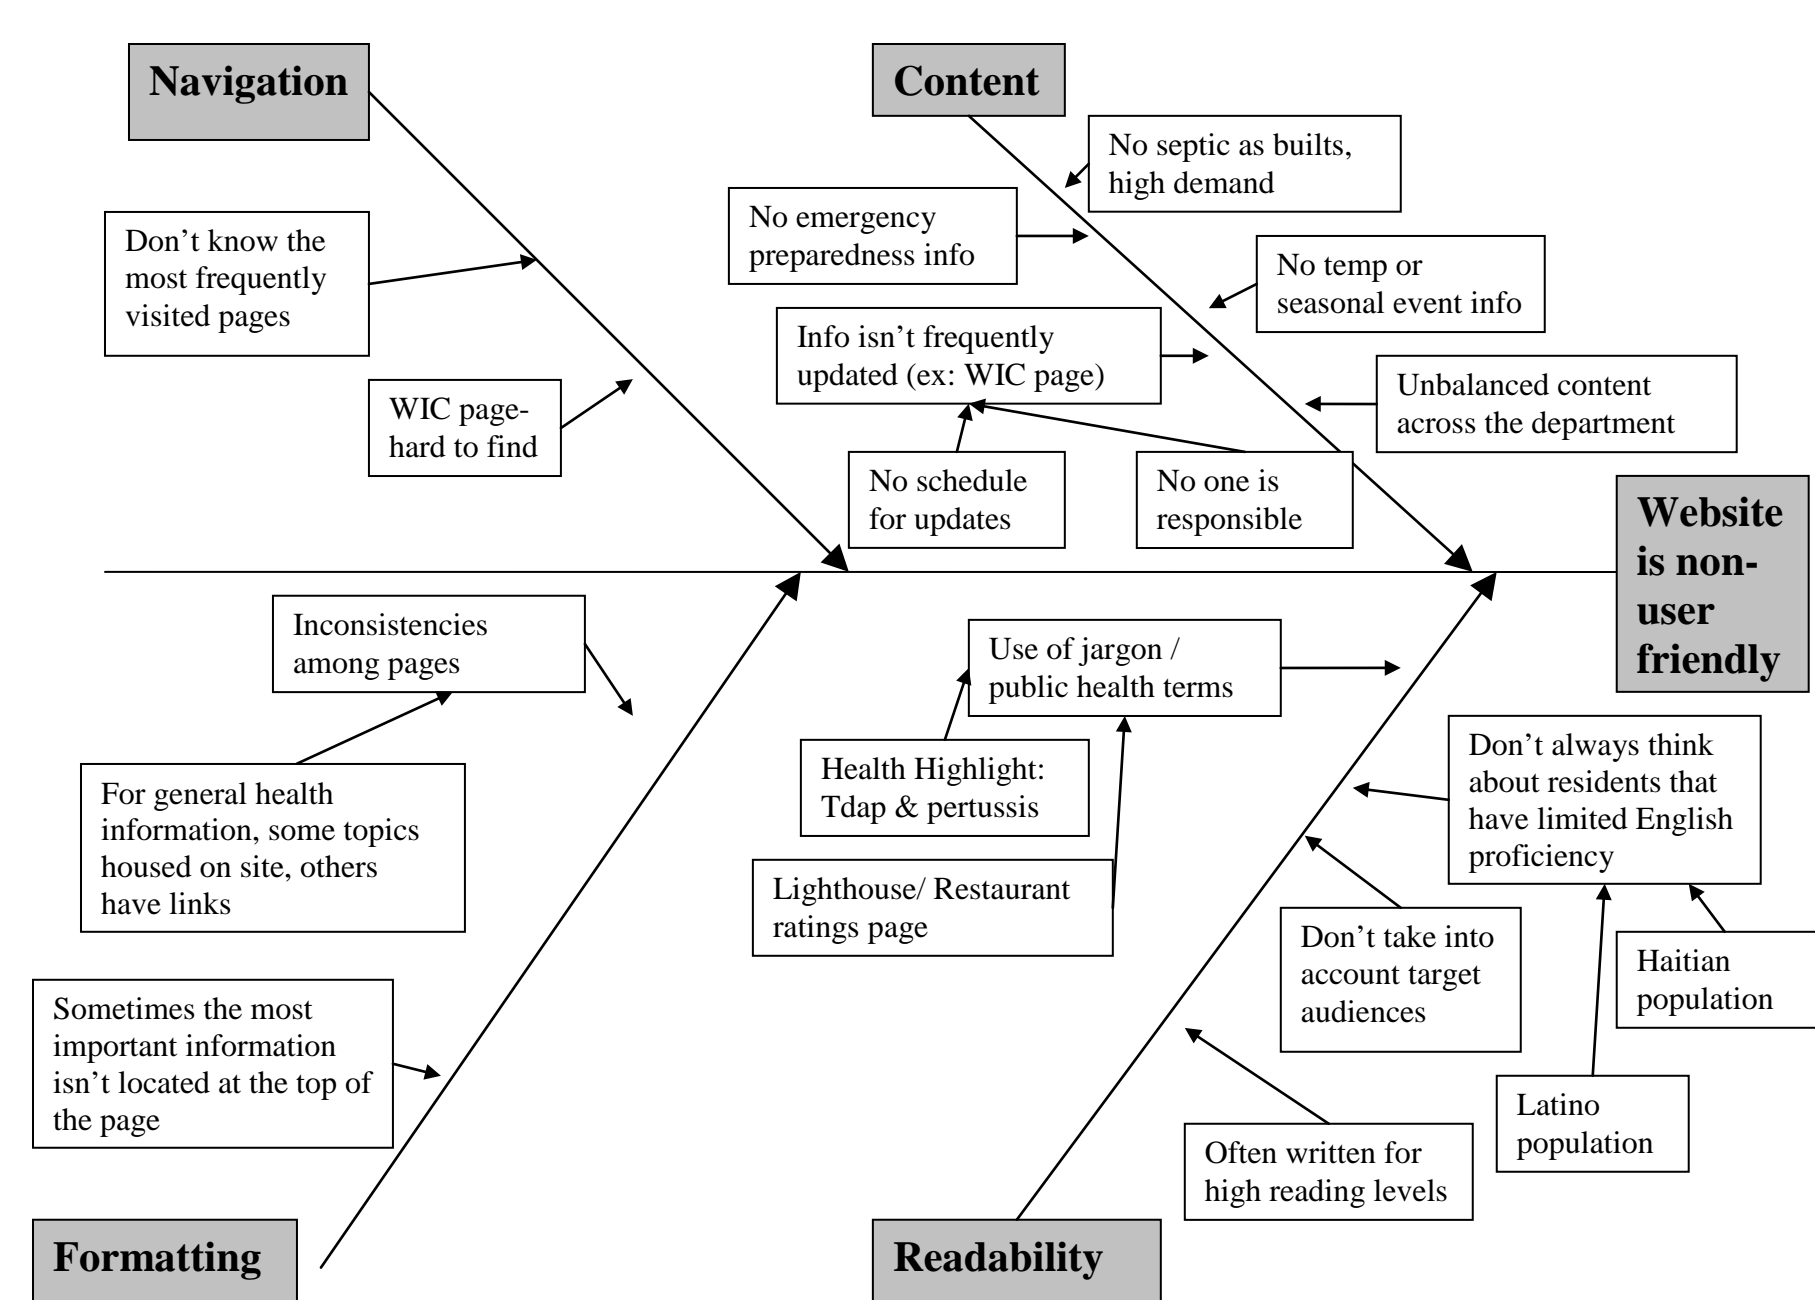 Navigation
Content
No septic as builts,
high demand
No emergency
preparedness info
Don’t know the
most frequently
visited pages
No temp or
seasonal event info
Info isn’t frequently
updated (ex: WIC page)
WIC page-
hard to find
Unbalanced content
across the department
No schedule
for updates
No one is
responsible
Website
is non-
user
friendly
Inconsistencies
among pages
Use of jargon /
public health terms
For general health
information, some topics
housed on site, others
have links
Health Highlight:
Tdap & pertussis
Don’t always think
about residents that
have limited English
proficiency
Lighthouse/ Restaurant
ratings page
Don’t take into
account target
audiences
Haitian
population
Sometimes the most
important information
isn’t located at the top of
the page
Latino
population
Often written for
high reading levels
Formatting
Readability